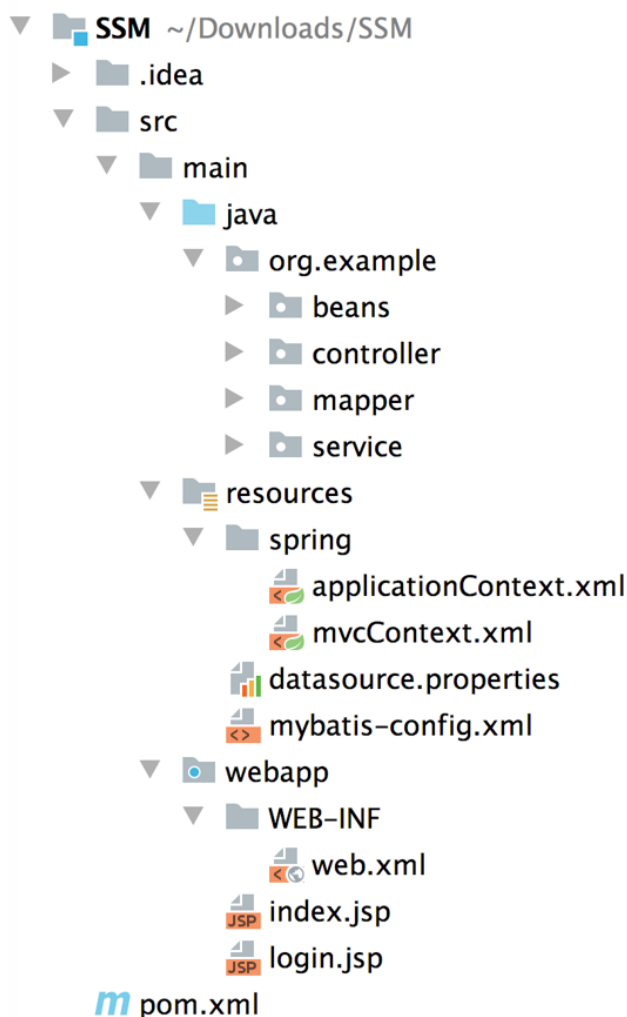 SSM ~/Downloads/SSM
.idea
src
main
java
org.example
beans
controller
mapper
service
resources
spring
applicationContext.xml
mvcContext.xml
datasource.properties
mybatis-config.xml
webapp
WEB-INF
web.xml
JSP index.jsp
JSP login.jsp
m pom.xml